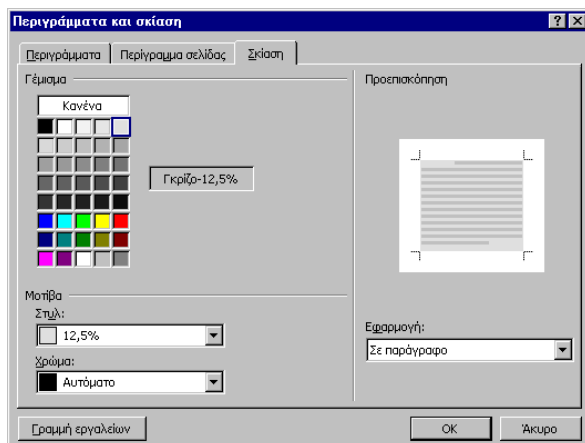 Περιγράμματα και σκίαση
Περιγράμματα Περίγραμμα σελίδας Σκίαση
Γέμισμα
Κανένα
Γκρίζο-12,5%
Προεπισκόπηση
Μοτίβα
Στυλ:
12,5%
Χρώμα:
Αυτόματο
Εφαρμογή:
Σε παράγραφο
Γραμμή εργαλείων OK Άκυρο